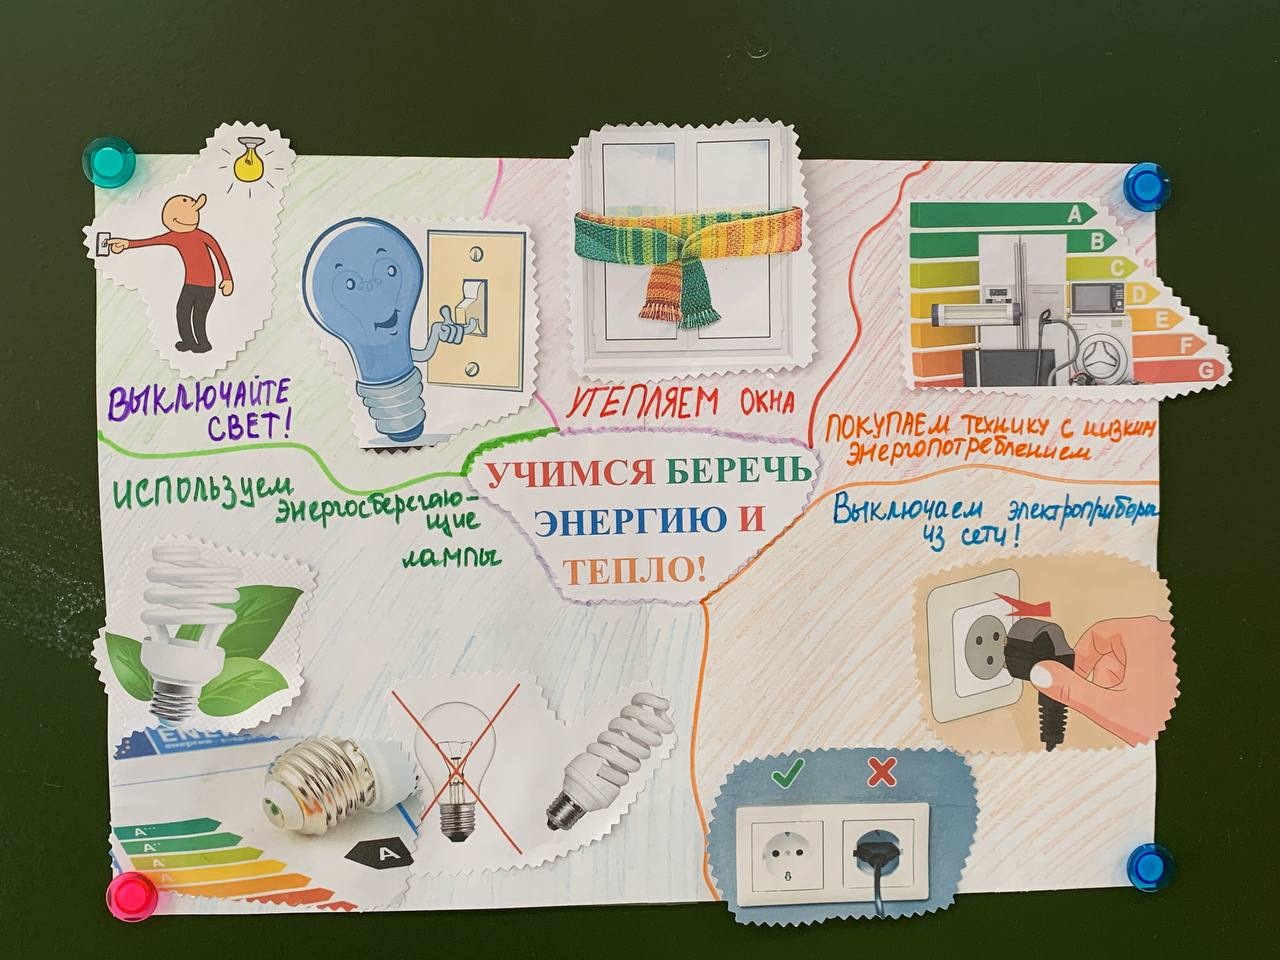 ВЫКЛЮЧАЙТЕ
СВЕТ!
УТЕПЛЯЕМ ОКНА
A
B
C
D
E
F
G
ПОКУПАЕМ ТЕХНИКУ С НИЗКИМ
ЭНЕРГОПОТРЕБЛЕНИЕМ
УЧИМСЯ БЕРЕЧЬ
ЭНЕРГИЮ И
ТЕПЛО!
ИСПОЛЬЗУЕМ ЭНЕРГОСБЕРЕГАЮ-
ЩИЕ
ЛАМПЫ
Выключаем электроприборы
из сети!
A